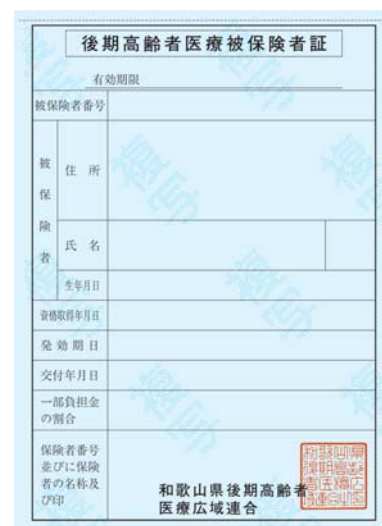 後期高齢者医療被保険者証
有効期限
被保険者番号
被保険者
住所
氏名
生年月日
資格取得年月日
発効期日
交付年月日
一部負担金
の割合
保険者番号
並びに保険
者の名称及
び印
和歌山県後期高齢者
医療広域連合